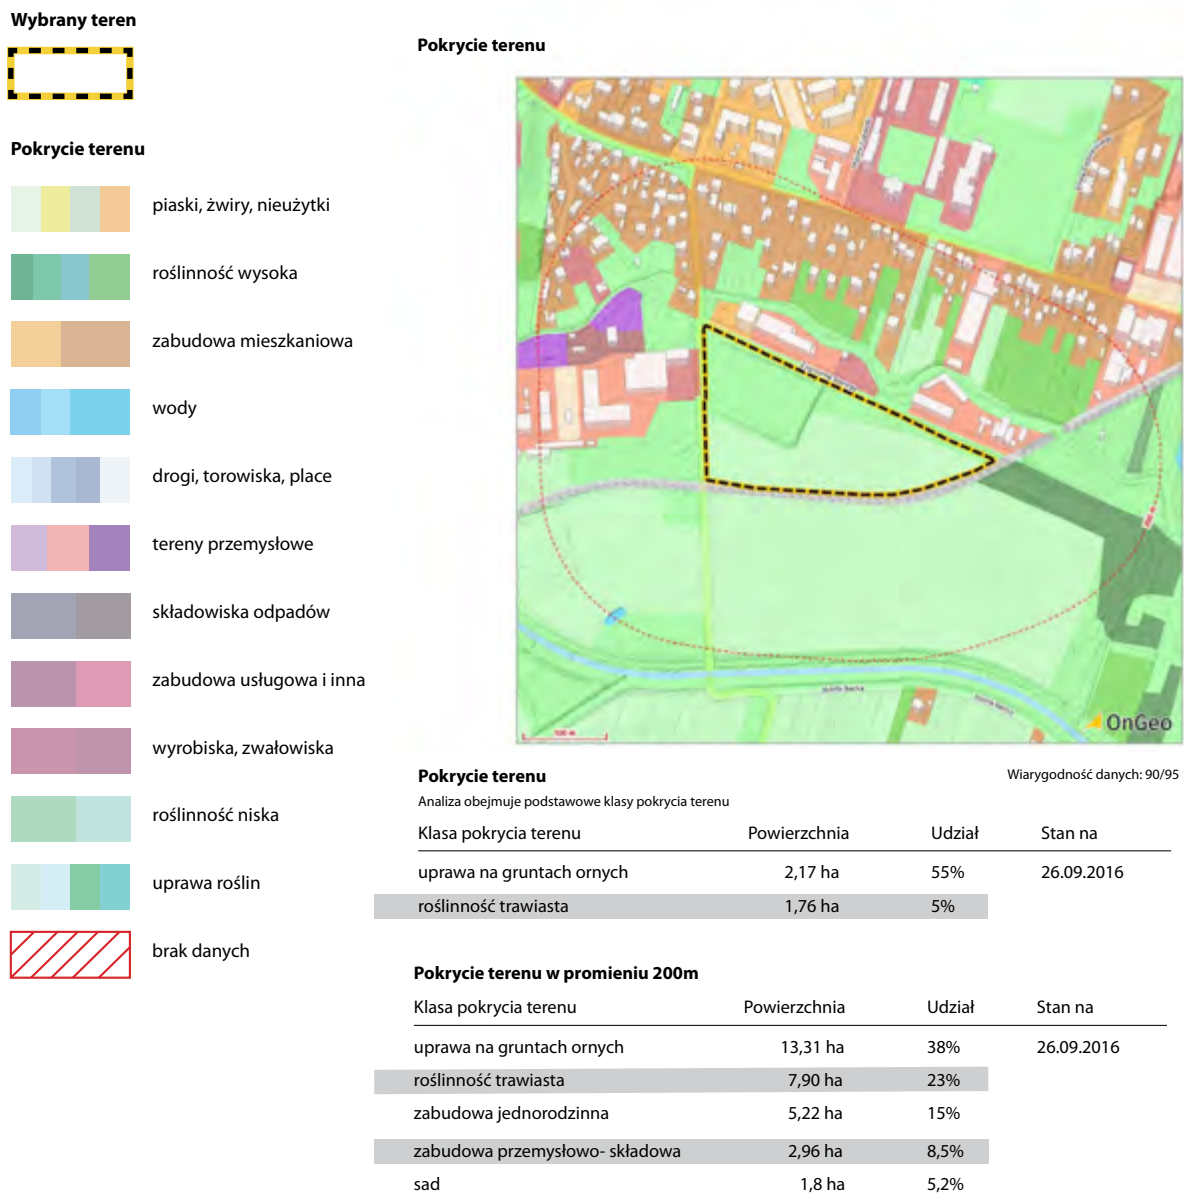 Wybrany teren
Pokrycie terenu
piaski, żwiry, nieużytki
roślinność wysoka
zabudowa mieszkaniowa
wody
drogi, torowiska, place
tereny przemysłowe
składowiska odpadów
zabudowa usługowa i inna
wyrobiska, zwałowiska
roślinność niska
uprawa roślin
brak danych
Pokrycie terenu
100 m
OnGeo
Pokrycie terenu
Wiarygodność danych: 90/95
Analiza obejmuje podstawowe klasy pokrycia terenu
Klasa pokrycia terenu Powierzchnia Udział Stan na
uprawa na gruntach ornych 2,17 ha 55% 26.09.2016
roślinność trawiasta 1,76 ha 5%
Pokrycie terenu w promieniu 200m
Klasa pokrycia terenu Powierzchnia Udział Stan na
uprawa na gruntach ornych 13,31 ha 38% 26.09.2016
roślinność trawiasta 7,90 ha 23%
zabudowa jednorodzinna 5,22 ha 15%
zabudowa przemysłowo- składowa 2,96 ha 8,5%
sad 1,8 ha 5,2%